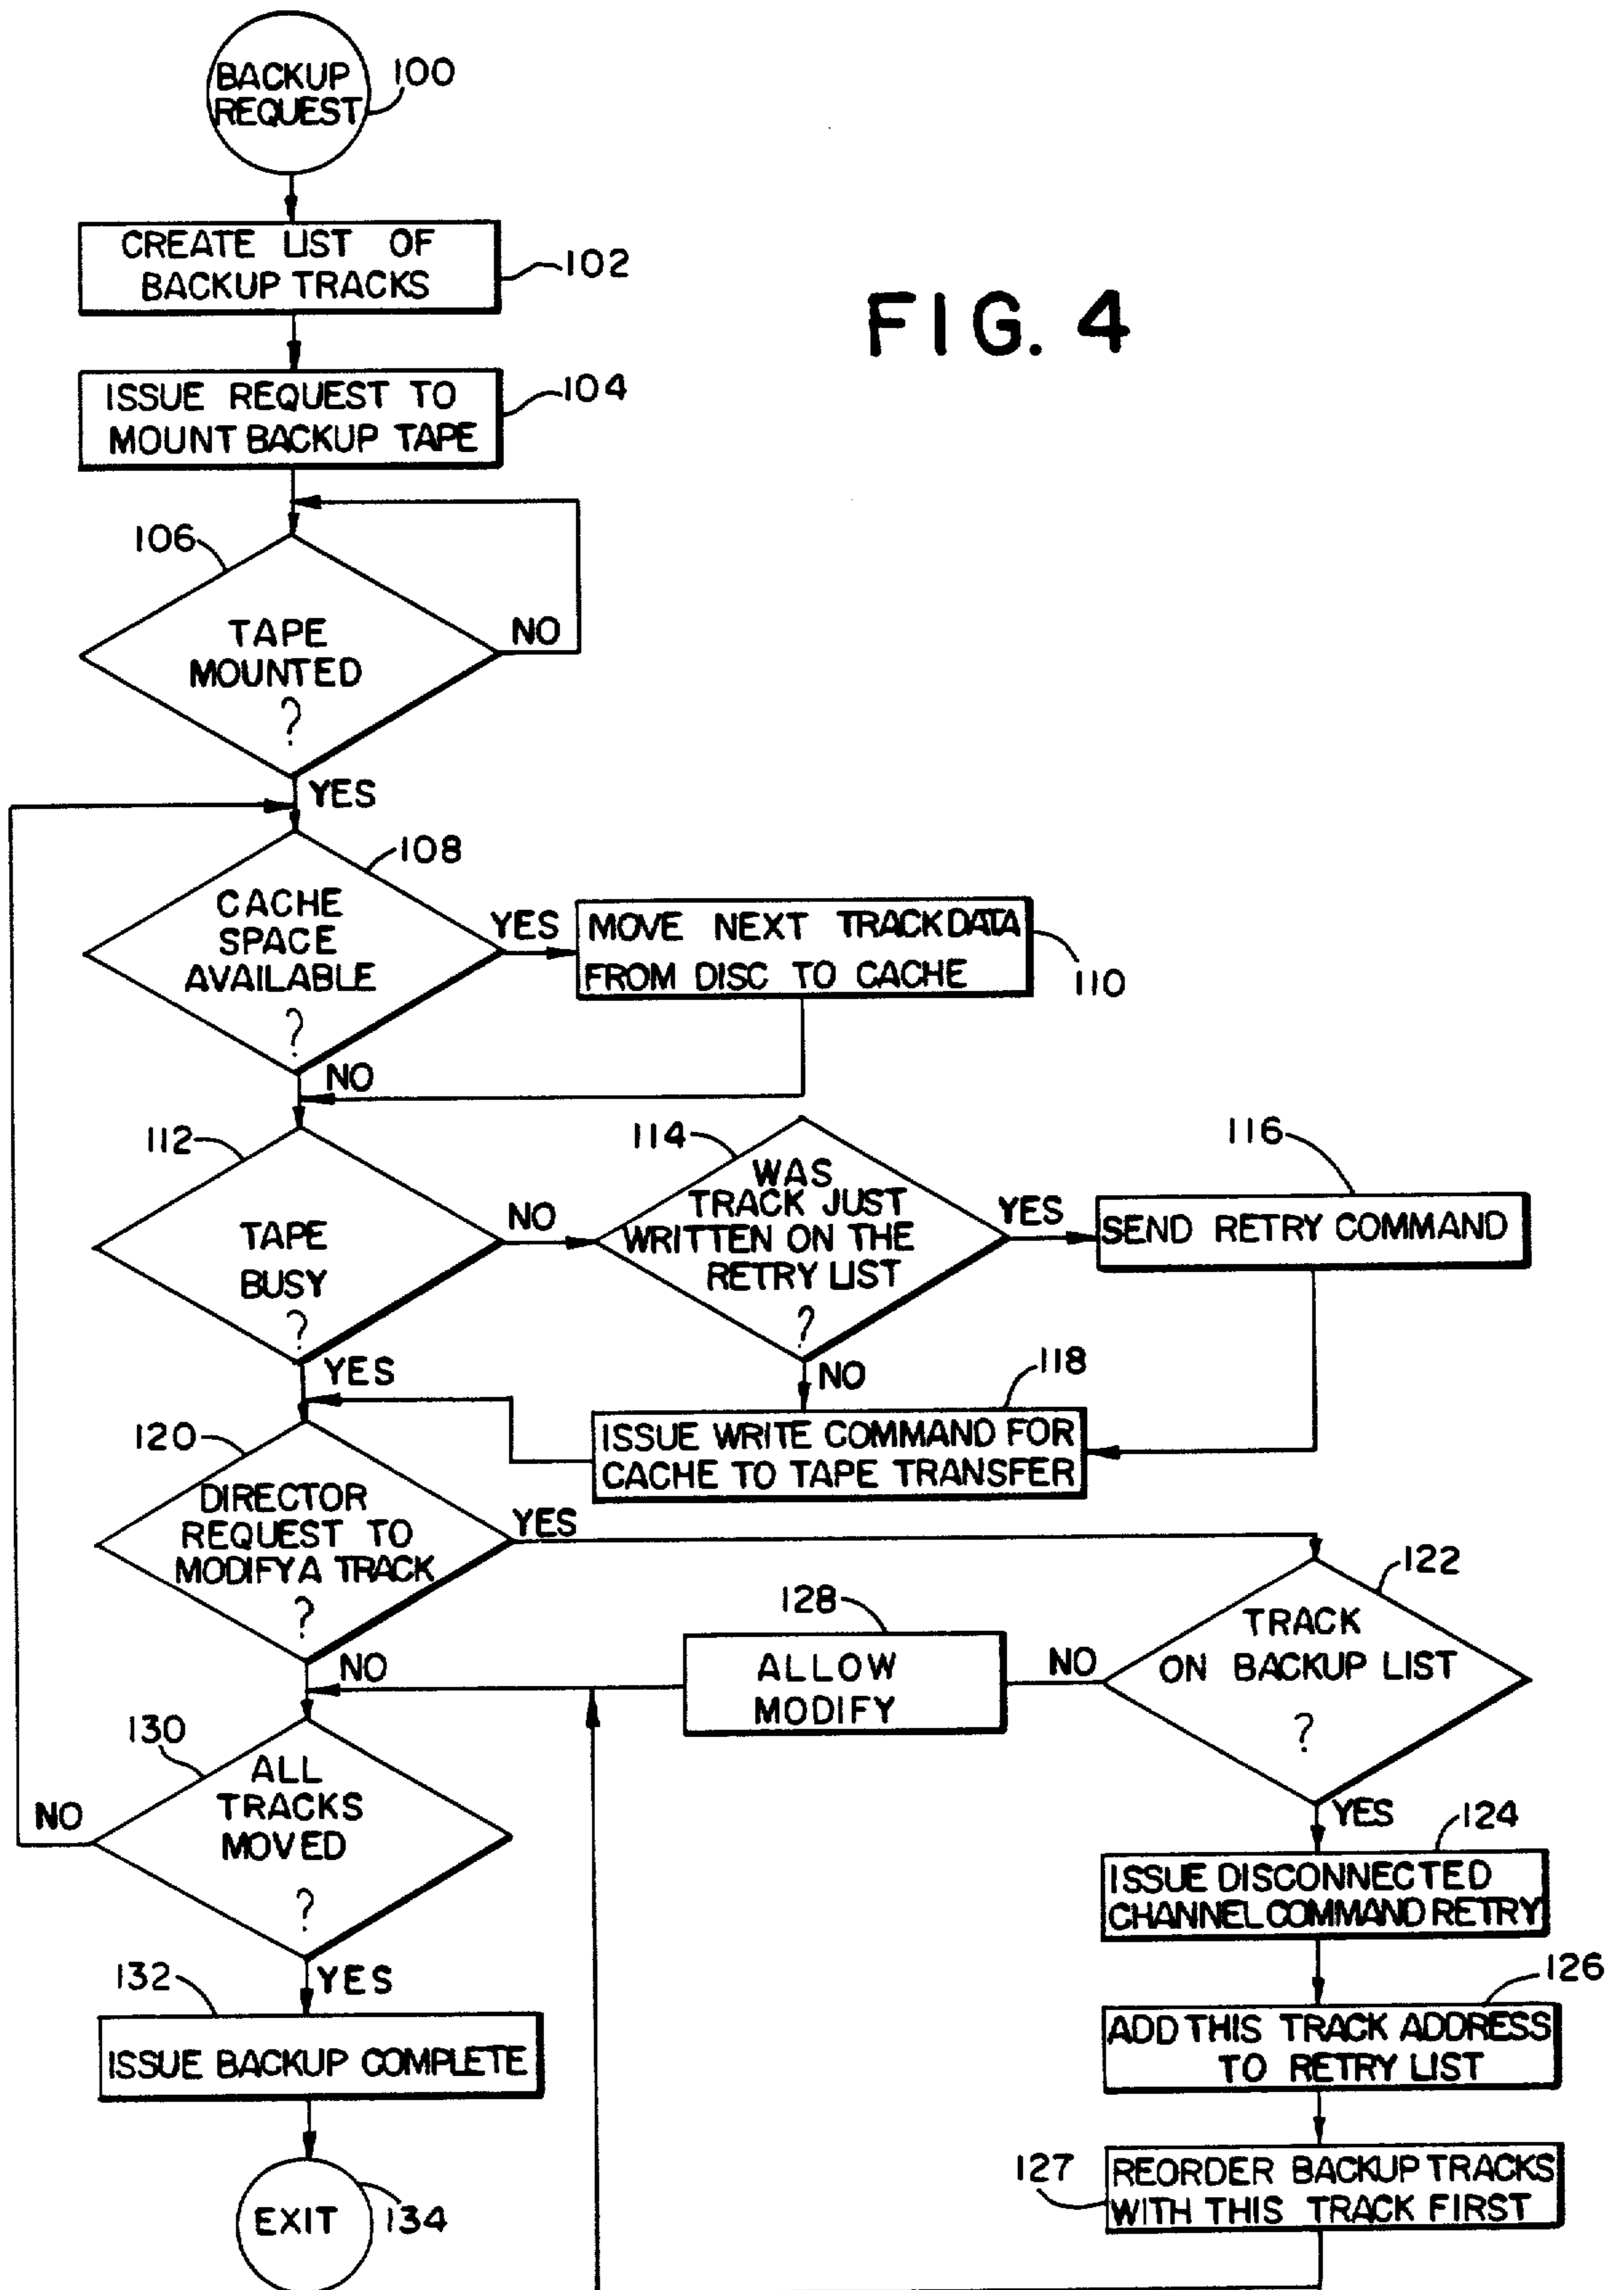 BACKUP
REQUEST
100
CREATE LIST OF
BACKUP TRACKS
102
FIG. 4
ISSUE REQUEST TO
MOUNT BACKUP TAPE
104
106
TAPE
MOUNTED
?
NO
YES
108
CACHE
SPACE
AVAILABLE
?
YES
MOVE NEXT TRACK DATA
FROM DISC TO CACHE
110
NO
112
TAPE
BUSY
?
NO
114
WAS
TRACK JUST
WRITTEN ON THE
RETRY LIST
?
YES
116
SEND RETRY COMMAND
YES
NO
118
ISSUE WRITE COMMAND FOR
CACHE TO TAPE TRANSFER
120
DIRECTOR
REQUEST TO
MODIFY A TRACK
?
YES
122
TRACK
ON BACKUP LIST
?
NO
128
ALLOW
MODIFY
NO
130
ALL
TRACKS
MOVED
?
NO
YES
YES
124
ISSUE DISCONNECTED
CHANNEL COMMAND RETRY
132
ISSUE BACKUP COMPLETE
126
ADD THIS TRACK ADDRESS
TO RETRY LIST
127
REORDER BACKUP TRACKS
WITH THIS TRACK FIRST
EXIT
134